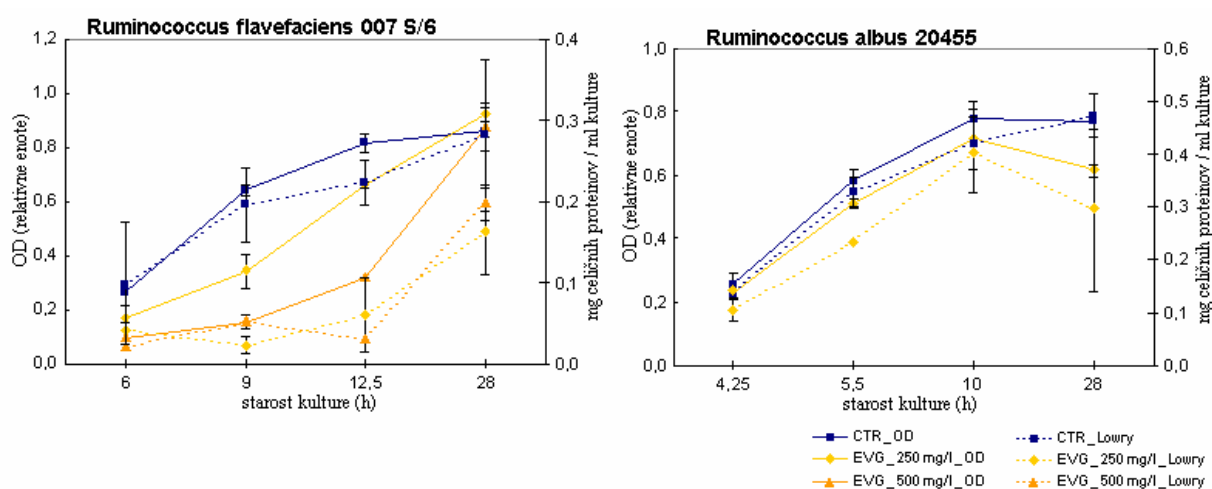 Ruminococcus flavefaciens 007 S/6
1,2
1,0
0,8
0,6
0,4
0,2
0,0
OD (relativne enote)
0,4
0,3
0,2
0,1
0,0
mg celičnih proteinov / ml kulture
6
9
12,5
28
starost kulture (h)
Ruminococcus albus 20455
1,0
0,8
0,6
0,4
0,2
0,0
OD (relativne enote)
0,6
0,5
0,4
0,3
0,2
0,1
0,0
mg celičnih proteinov / ml kulture
4,25
5,5
10
28
starost kulture (h)
CTR_OD
CTR_Lowry
EVG_250 mg/l_OD
EVG_250 mg/l_Lowry
EVG_500 mg/l_OD
EVG_500 mg/l_Lowry